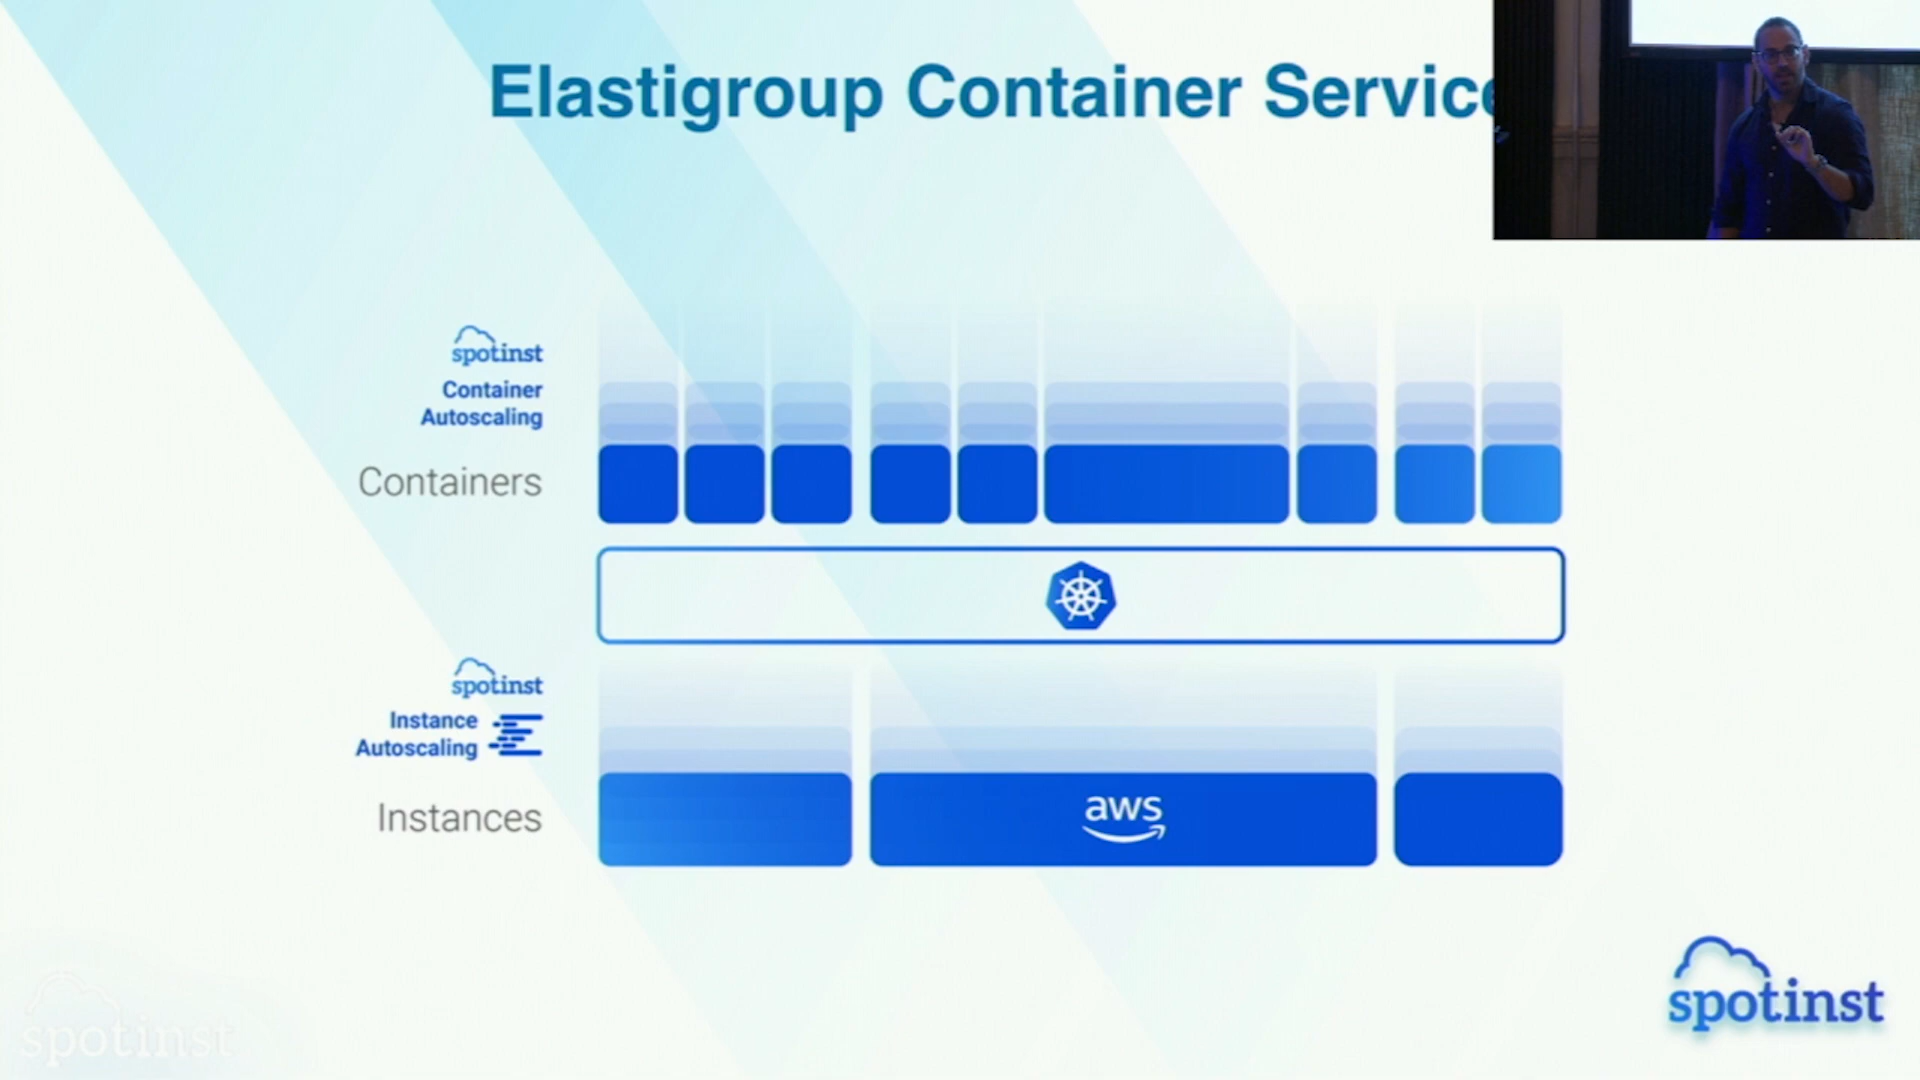 Elastigroup Container Service
spotinst
Container
Autoscaling
Containers
spotinst
Instance
Autoscaling
Instances
aws
spotinst
spotinst